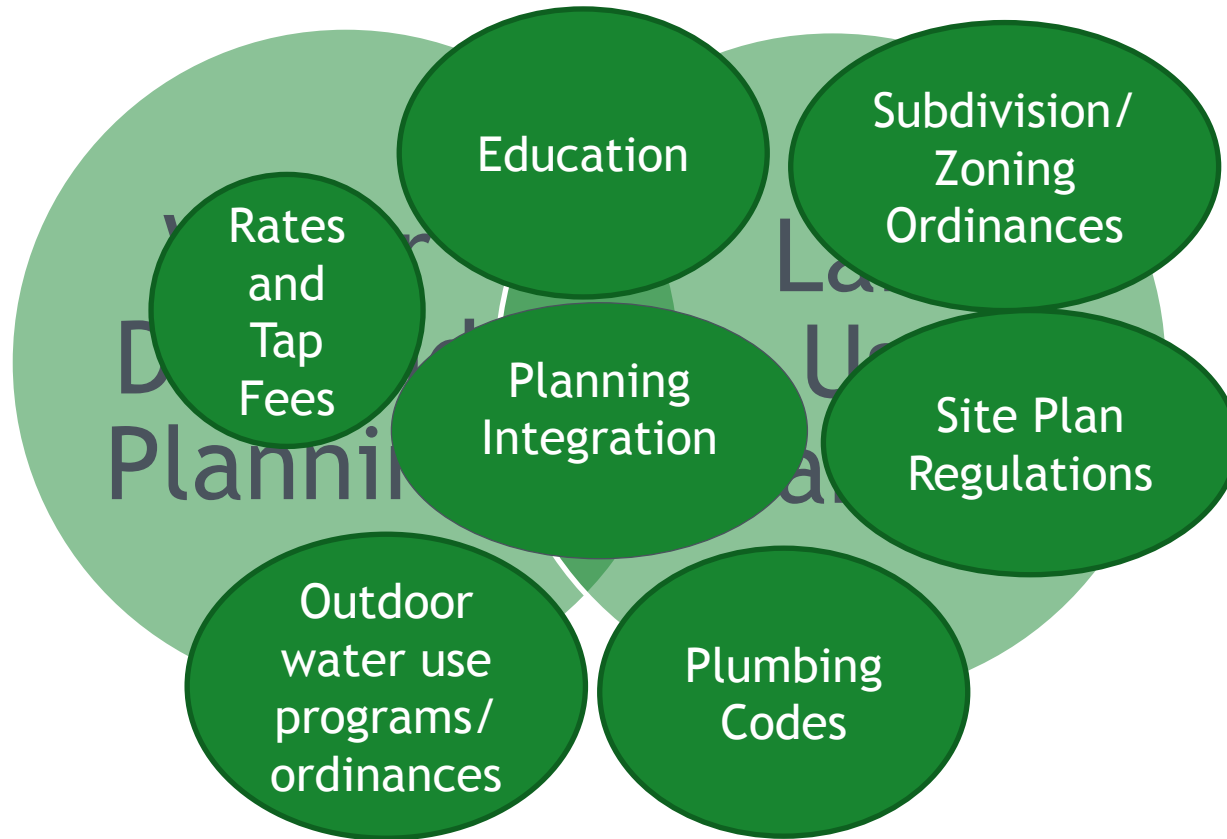 Education
Subdivision/
Zoning
Ordinances
Rates
and
Tap
Fees
Planning
Integration
Site Plan
Regulations
Outdoor
water use
programs/
ordinances
Plumbing
Codes